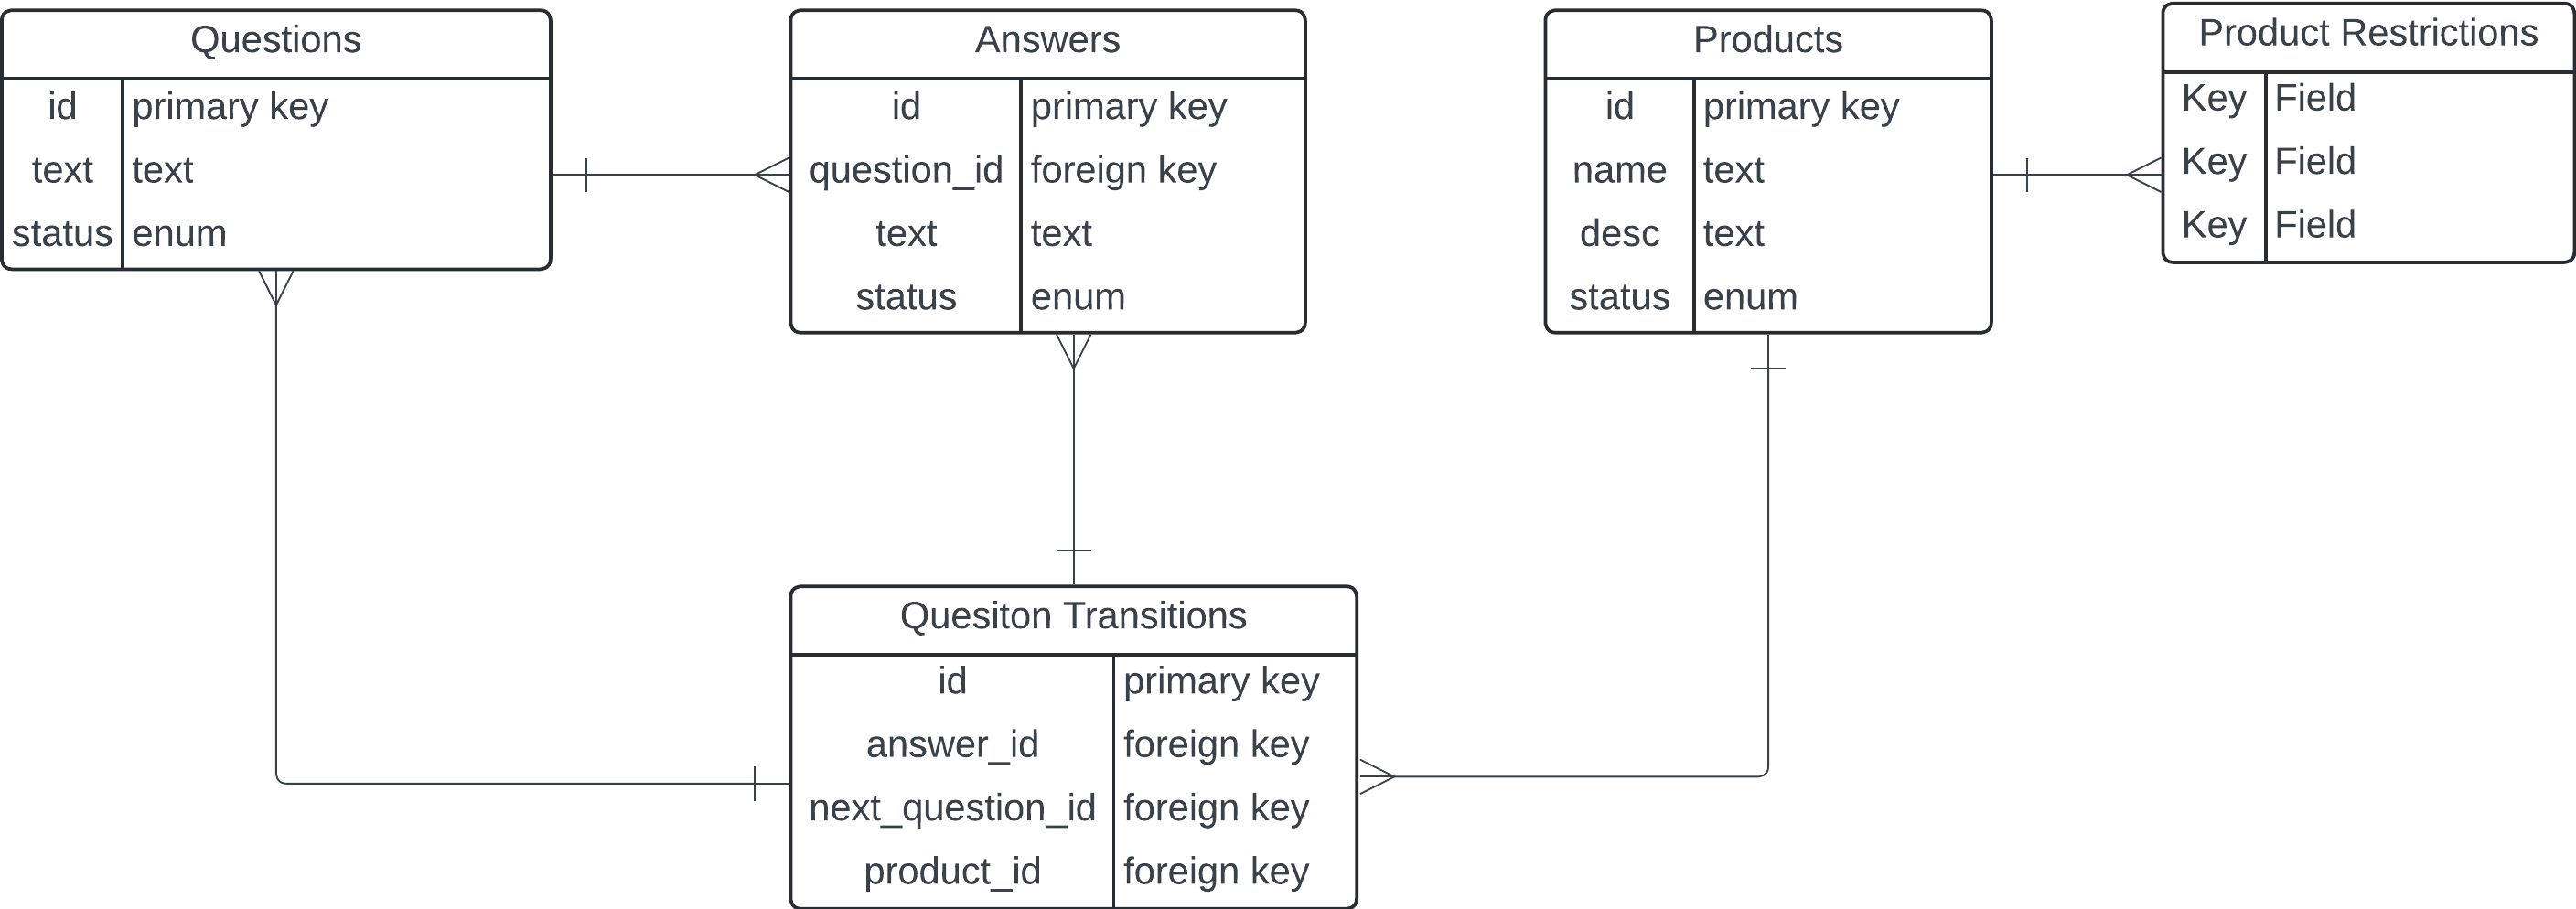 Questions
id primary key
text text
status enum
Answers
id primary key
question_id foreign key
text text
status enum
Products
id primary key
name text
desc text
status enum
Product Restrictions
Key Field
Key Field
Key Field
Quesiton Transitions
id primary key
answer_id foreign key
next_question_id foreign key
product_id foreign key